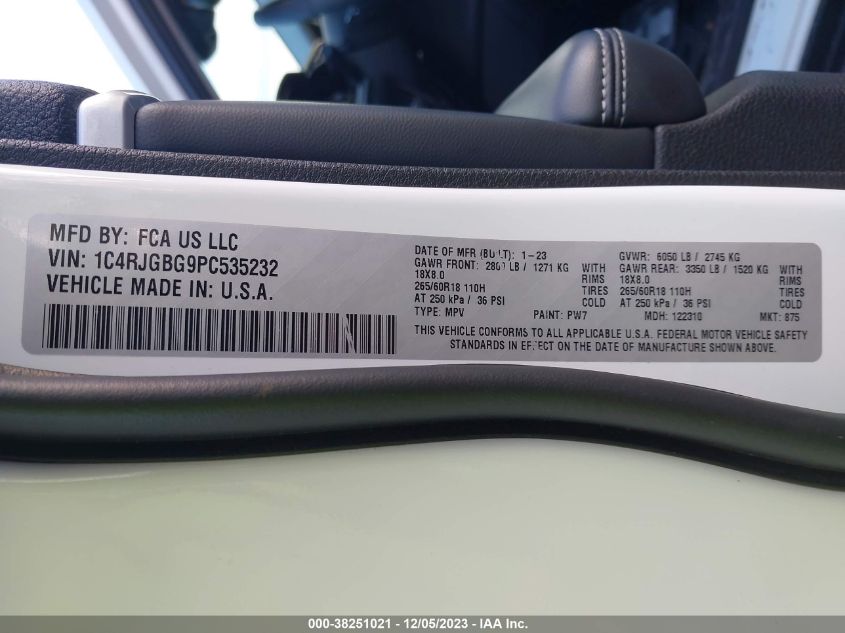 MFD BY: FCA US LLC
VIN: 1C4RJGBG9PC535232
VEHICLE MADE IN: U.S.A.
DATE OF MFR (BUILT): 1-23
GAWR FRONT: LB / 1271 KG WITH
18X8.0 RIMS
265/60R18 110H TIRES
AT 250 kPa / 36 PSI COLD
TYPE: MPV PAINT: PW7
GVWR: 6050 LB / 2745 KG
GAWR REAR: 3350 LB / 1520 KG WITH
18X8.0 RIMS
265/60R18 110H TIRES
AT 250 kPa / 36 PSI COLD
MDH: 122310 MKT: 875
THIS VEHICLE CONFORMS TO ALL APPLICABLE U.S.A. FEDERAL MOTOR VEHICLE SAFETY
STANDARDS IN EFFECT ON THE DATE OF MANUFACTURE SHOWN ABOVE.
000-38251021 - 12/05/2023 - IAA Inc.